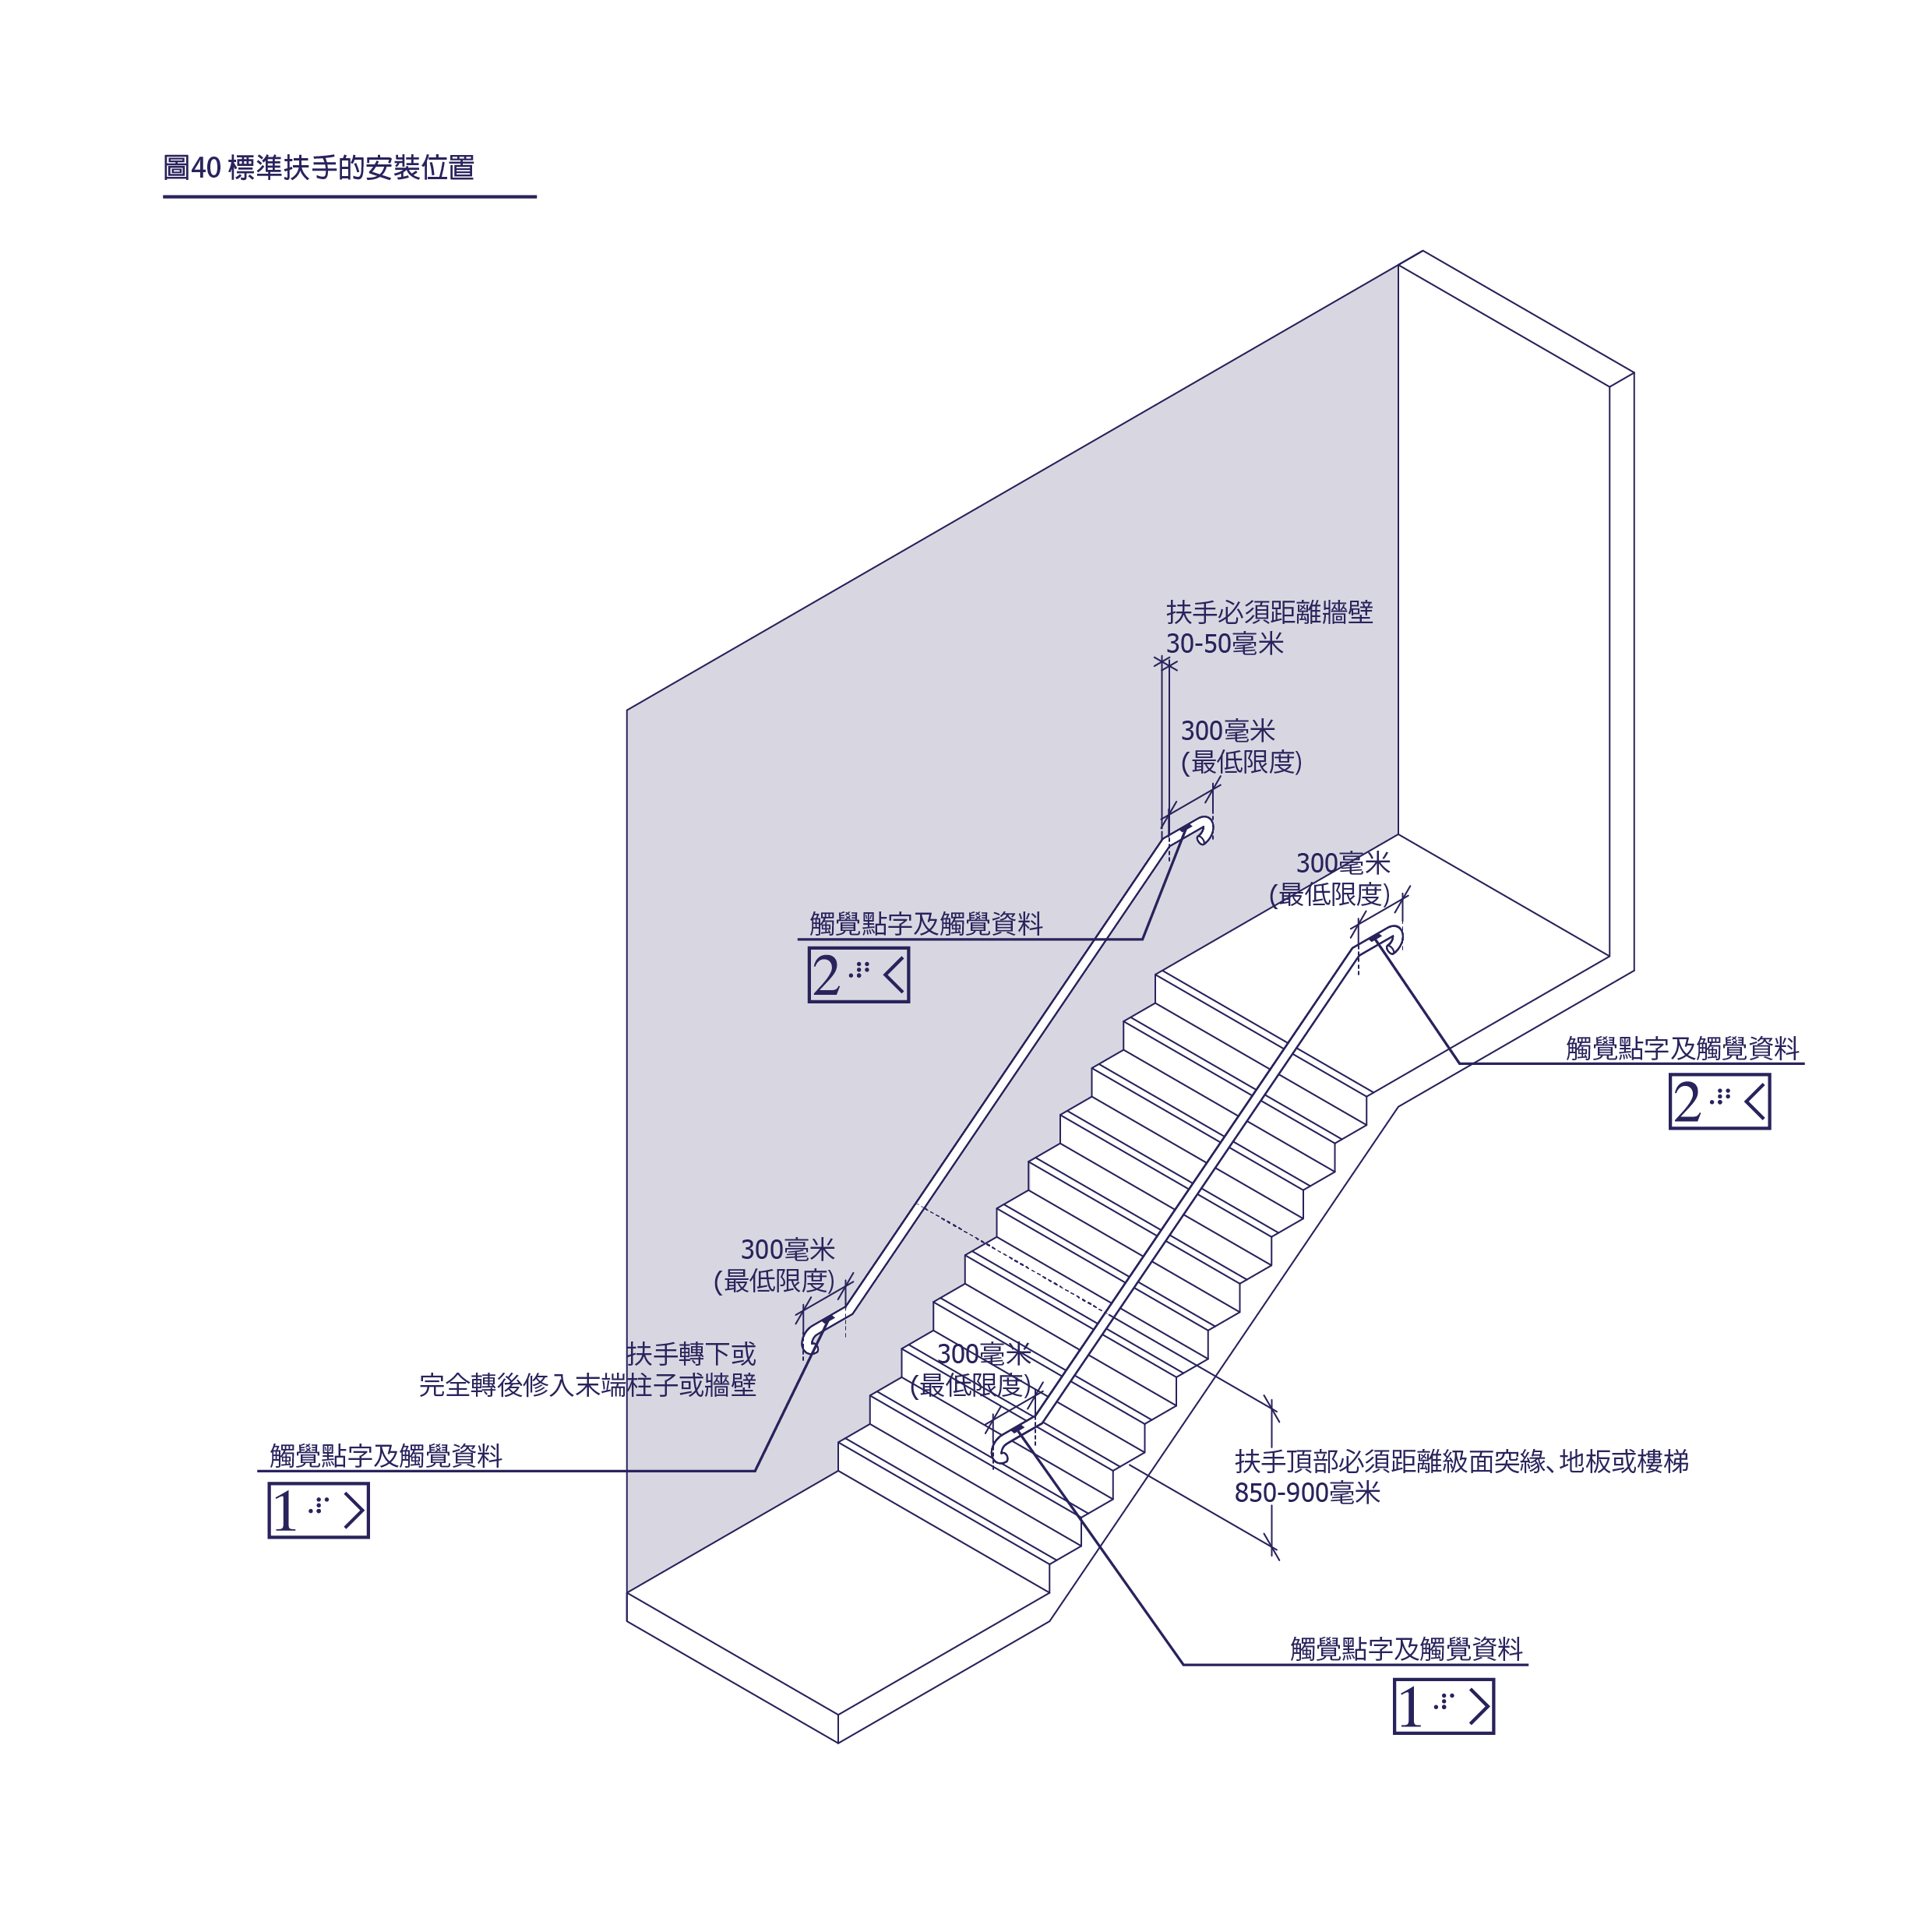 圖40 標準扶手的安裝位置
扶手必須距離牆壁
30-50毫米
300毫米
(最低限度)
300毫米
(最低限度)
觸覺點字及觸覺資料
2 ⠼⠃ <
觸覺點字及觸覺資料
2 ⠼⠃ <
300毫米
(最低限度)
扶手轉下或
完全轉後修入末端柱子或牆壁
300毫米
(最低限度)
觸覺點字及觸覺資料
1 ⠼⠁ >
扶手頂部必須距離級面突緣、地板或樓梯
850-900毫米
觸覺點字及觸覺資料
1 ⠼⠁ >